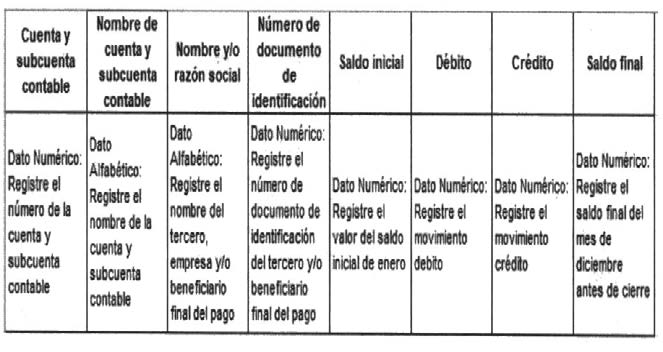 Cuenta y
subcuenta
contable
Nombre de
cuenta y
subcuenta
contable
Nombre y/o
razón social
Número de
documento
de
identificación
Saldo inicial
Débito
Crédito
Saldo final
Dato Numérico:
Registre el
número de la
cuenta y
subcuenta
contable
Dato
Alfabético:
Registre el
nombre de la
cuenta y
subcuenta
contable
Dato
Alfabético:
Registre el
nombre del
tercero,
empresa y/o
beneficiario
final del pago
Dato Numérico:
Registre el
número de
documento de
identificación
del tercero y/o
beneficiario
final del pago
Dato Numérico:
Registre el
valor del saldo
inicial de enero
Dato Numérico:
Registre el
movimiento
debito
Dato Numérico:
Registre el
movimiento
crédito
Dato Numérico:
Registre el
saldo final del
mes de
diciembre
antes de cierre